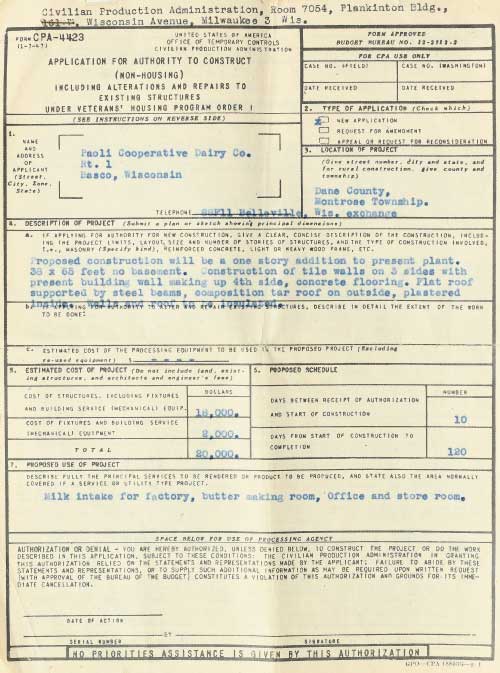 Civilian Production Administration, Room 7054, Plankinton Bldg.,
161 W. Wisconsin Avenue, Milwaukee 3 Wis.
FORM CPA-4423
(1-7-47)
UNITED STATES OF AMERICA
OFFICE OF TEMPORARY CONTROLS
CIVILIAN PRODUCTION ADMINISTRATION
APPLICATION FOR AUTHORITY TO CONSTRUCT
(NON-HOUSING)
INCLUDING ALTERATIONS AND REPAIRS TO
EXISTING STRUCTURES
UNDER VETERANS' HOUSING PROGRAM ORDER 1
(SEE INSTRUCTIONS ON REVERSE SIDE)
FORM APPROVED
BUDGET BUREAU NO. 12-R112-2
FOR CPA USE ONLY
CASE NO. (FIELD)
CASE NO. (WASHINGTON)
DATE RECEIVED
DATE RECEIVED
2. TYPE OF APPLICATION (Check which)
X NEW APPLICATION
REQUEST FOR AMENDMENT
APPEAL OR REQUEST FOR RECONSIDERATION
1.
NAME
AND
ADDRESS
OF
APPLICANT
(Street,
City, Zone,
State)
Paoli Cooperative Dairy Co.
Rt. 1
Basco, Wisconsin
TELEPHONE 88F11 Belleville, Wis. exchange
3. LOCATION OF PROJECT
(Give street number, city and state, and
for rural construction, give county and
township)
Dane County,
Montrose Township.
4. DESCRIPTION OF PROJECT (Submit a plan or sketch showing principal dimensions)
a. IF APPLYING FOR AUTHORITY FOR NEW CONSTRUCTION, GIVE A CLEAR, CONCISE DESCRIPTION OF THE CONSTRUCTION, INCLUD-
ING THE PROJECT LIMITS, LAYOUT, SIZE AND NUMBER OF STORIES OF STRUCTURES, AND THE TYPE OF CONSTRUCTION INVOLVED,
I.e., MASONRY (Specify kind), REINFORCED CONCRETE, LIGHT OR HEAVY WOOD FRAME, ETC.
Proposed construction will be a one story addition to present plant.
38 x 65 feet no basement. Construction of tile walls on 3 sides with
present building wall making up 4th side, concrete flooring. Flat roof
supported by steel beams, composition tar roof on outside, plastered
inside. Walls and roof to be insulated.
DESCRIBE IN DETAIL THE EXTENT OF THE WORK
TO BE DONE:
c. ESTIMATED COST OF THE PROCESSING EQUIPMENT TO BE USED IN THE PROPOSED PROJECT (Excluding
re-used equipment) $ - - - -
5. ESTIMATED COST OF PROJECT (Do not include land, exist-
ing structures, and architects and engineer's fees)
DOLLARS
COST OF STRUCTURES, EXCLUDING FIXTURES
AND BUILDING SERVICE (MECHANICAL) EQUIP. 18,000.
COST OF FIXTURES AND BUILDING SERVICE
(MECHANICAL) EQUIPMENT 2,000.
TOTAL 20,000.
6. PROPOSED SCHEDULE
NUMBER
DAYS BETWEEN RECEIPT OF AUTHORIZATION
AND START OF CONSTRUCTION 10
DAYS FROM START OF CONSTRUCTION TO
COMPLETION 120
7. PROPOSED USE OF PROJECT
DESCRIBE FULLY THE PRINCIPAL SERVICES TO BE RENDERED OR PRODUCT TO BE PRODUCED, AND STATE ALSO THE AREA NORMALLY
COVERED IF A SERVICE OR UTILITY TYPE PROJECT.
Milk intake for factory, butter making room, Office and store room.
SPACE BELOW FOR USE OF PROCESSING AGENCY
AUTHORIZATION OR DENIAL - YOU ARE HEREBY AUTHORIZED, UNLESS DENIED BELOW, TO CONSTRUCT THE PROJECT OR DO THE WORK
DESCRIBED IN THIS APPLICATION, SUBJECT TO THESE CONDITIONS: THE CIVILIAN PRODUCTION ADMINISTRATION IN GRANTING
THIS AUTHORIZATION RELIED ON THE STATEMENTS AND REPRESENTATIONS MADE BY THE APPLICANT; FAILURE TO ABIDE BY THESE
STATEMENTS AND REPRESENTATIONS, OR TO SUPPLY SUCH ADDITIONAL INFORMATION AS MAY BE REQUIRED UPON WRITTEN REQUEST
(WITH APPROVAL OF THE BUREAU OF THE BUDGET) CONSTITUTES A VIOLATION OF THIS AUTHORIZATION AND GROUNDS FOR ITS IMME-
DIATE CANCELLATION.
DATE OF ACTION
BY
SERIAL NUMBER
SIGNATURE
NO PRIORITIES ASSISTANCE IS GIVEN BY THIS AUTHORIZATION